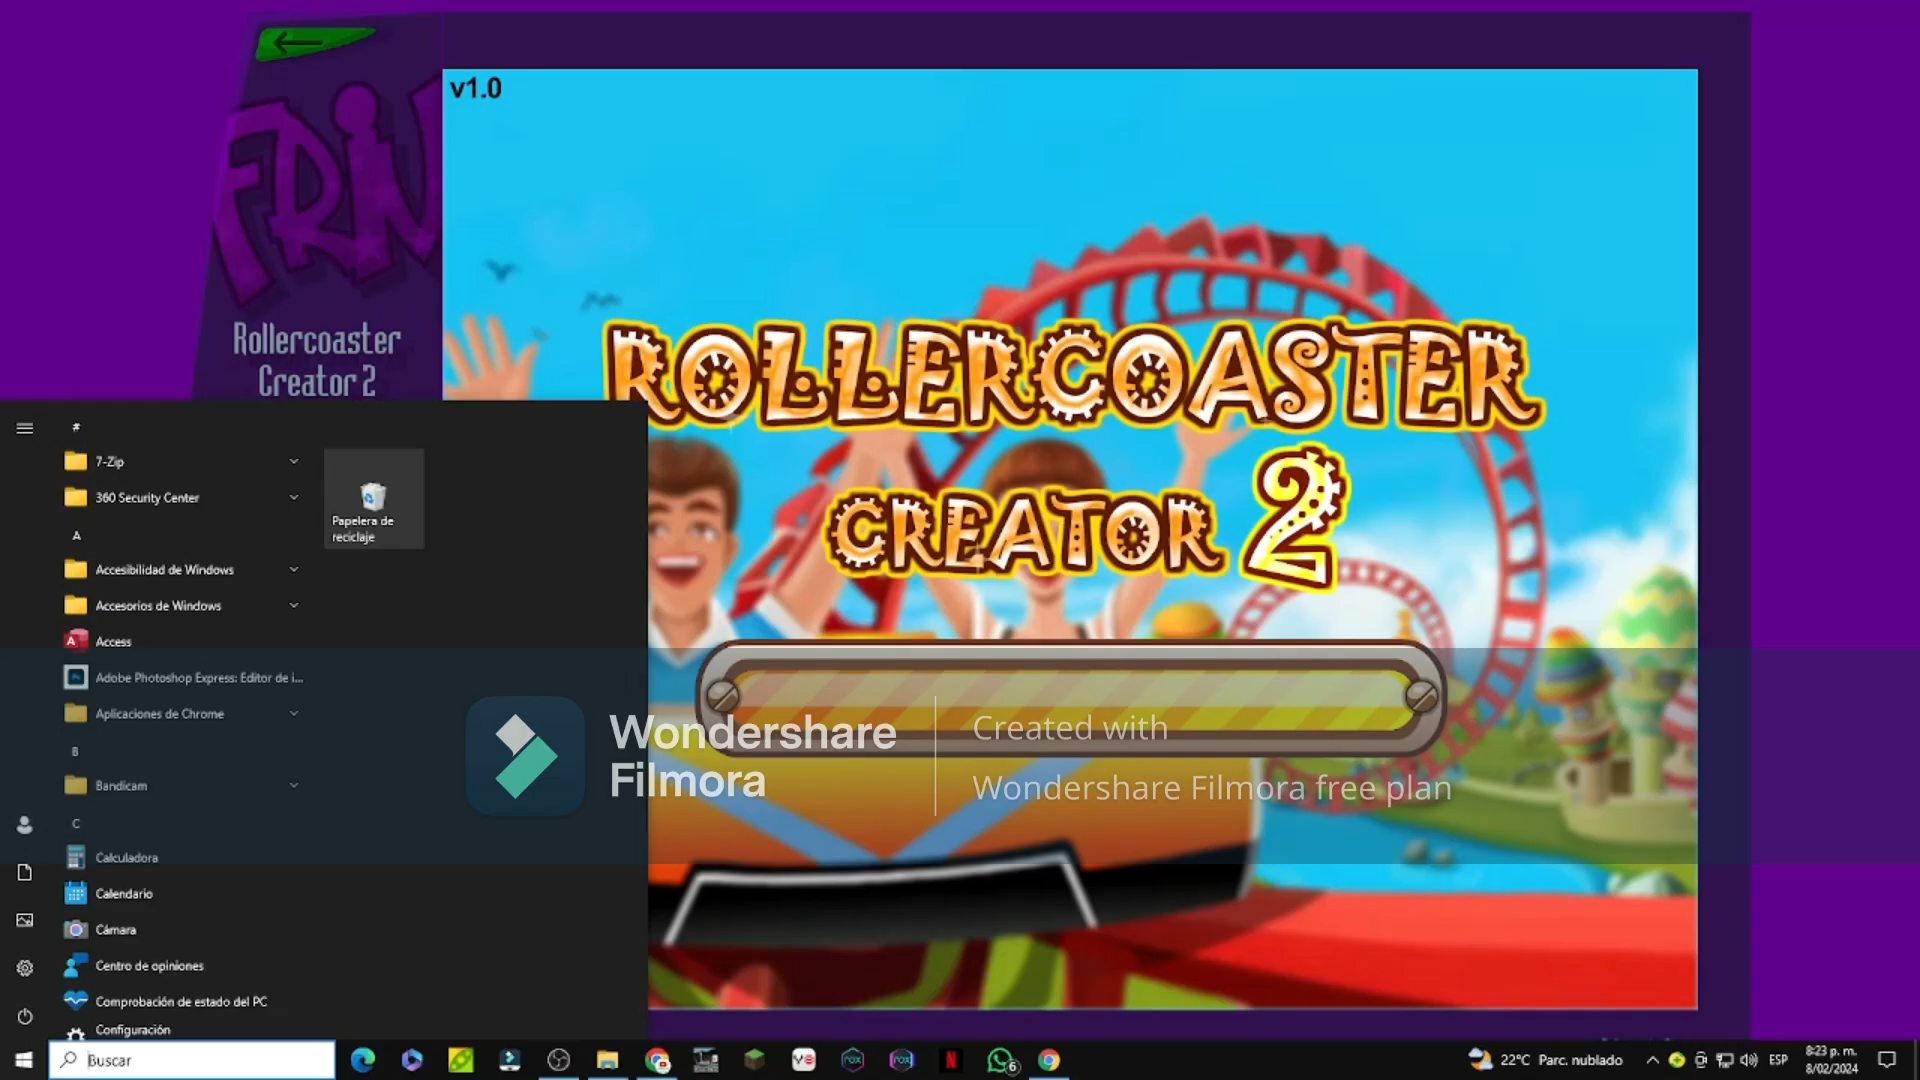 v1.0
FRIV
Rollercoaster
Creator 2
ROLLERCOASTER
CREATOR 2
#
7-Zip
360 Security Center
A
Accesibilidad de Windows
Accesorios de Windows
Access
Adobe Photoshop Express: Editor de i...
Aplicaciones de Chrome
B
Bandicam
C
Calculadora
Calendario
Cámara
Centro de opiniones
Comprobación de estado del PC
Configuración
Papelera de
reciclaje
Wondershare
Filmora
Created with
Wondershare Filmora free plan
Buscar
22°C Parc. nublado
ESP
8:23 p. m.
8/02/2024